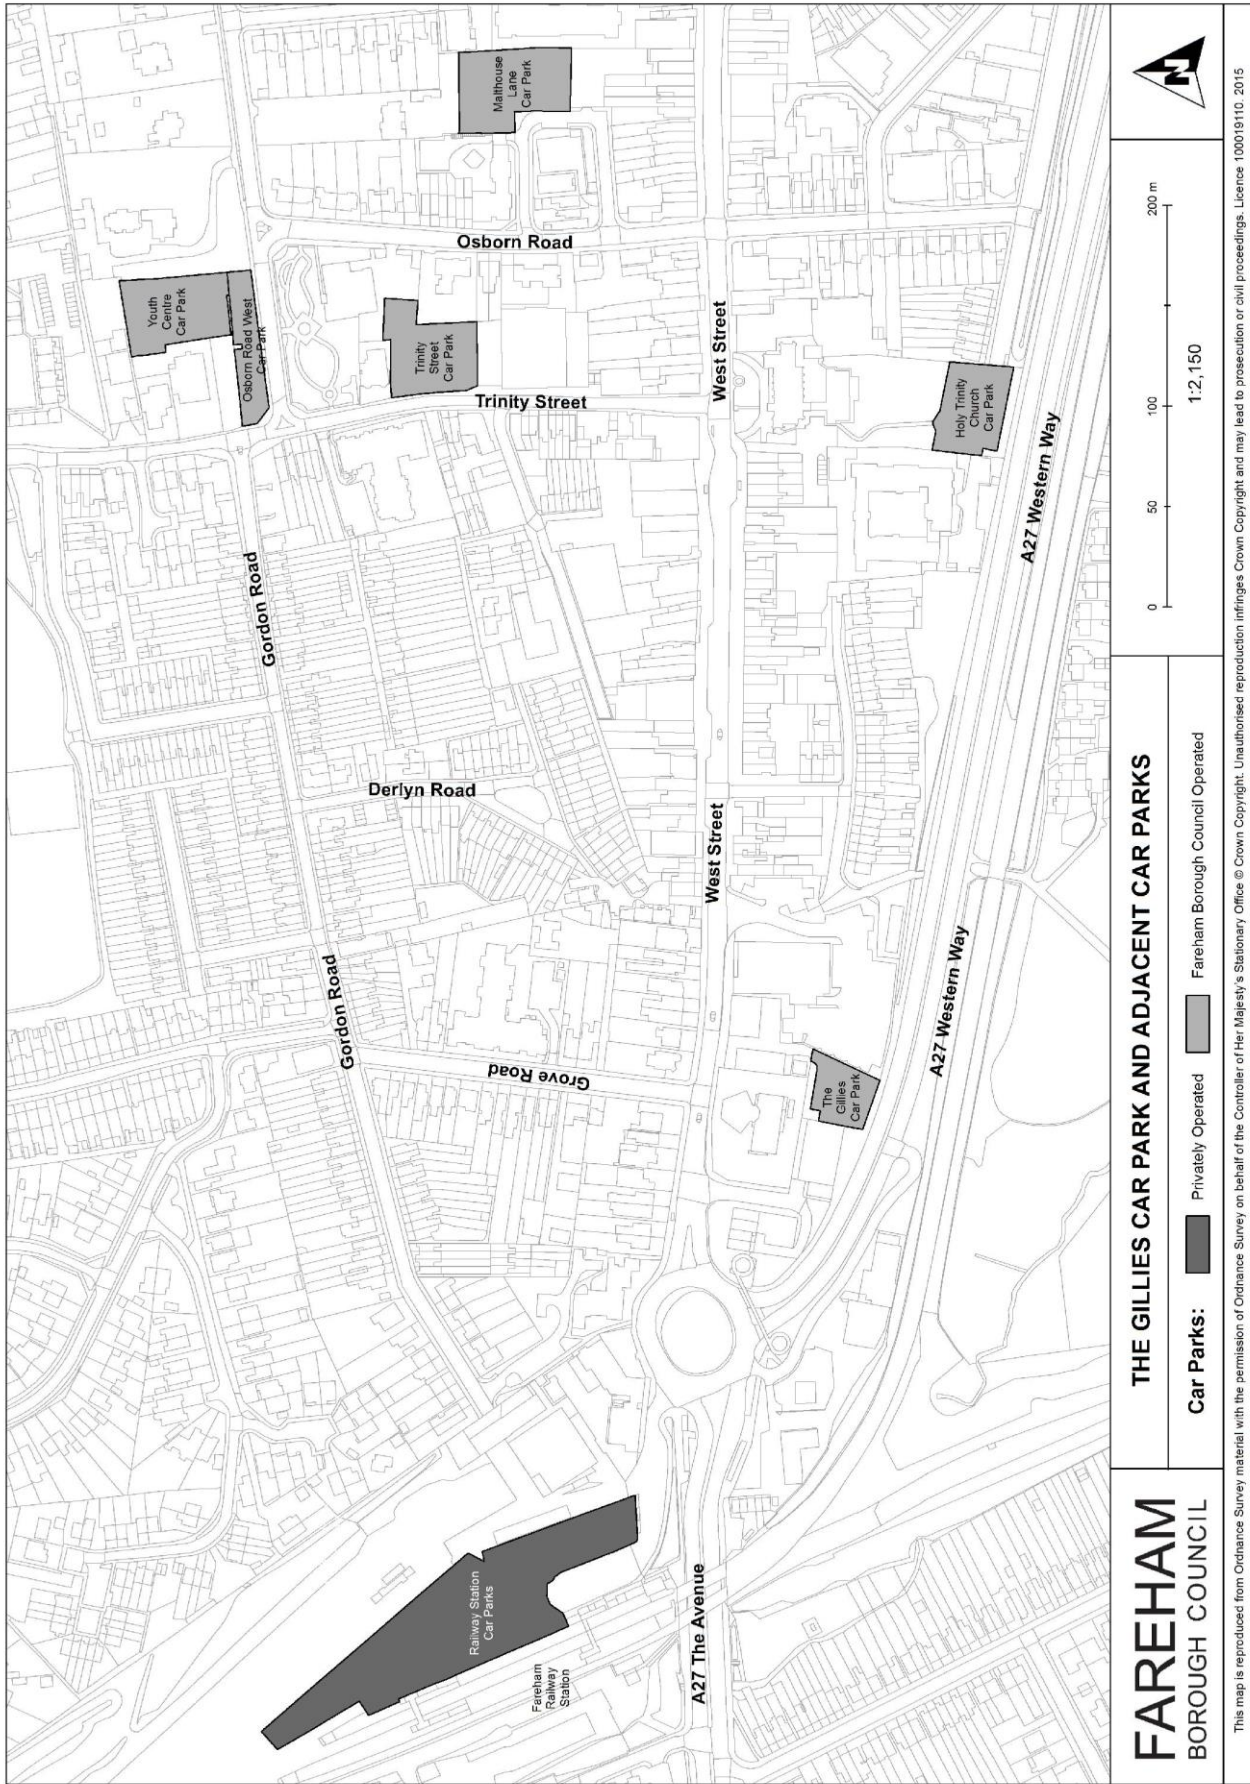 Malthouse
Lane
Car Park
Youth
Centre
Car Park
Osborn Road West
Car Park
Osborn Road
Trinity
Street
Car Park
Trinity Street
West Street
Holy Trinity
Church
Car Park
A27 Western Way
Gordon Road
Derlyn Road
West Street
A27 Western Way
Gordon Road
Grove Road
The
Gillies
Car Park
Railway Station
Car Parks
Fareham
Railway
Station
A27 The Avenue
FAREHAM
BOROUGH COUNCIL
THE GILLIES CAR PARK AND ADJACENT CAR PARKS
Car Parks:
Privately Operated
Fareham Borough Council Operated
0 50 100 200 m
1:2,150
N
This map is reproduced from Ordnance Survey material with the permission of Ordnance Survey on behalf of the Controller of Her Majesty's Stationary Office © Crown Copyright. Unauthorised reproduction infringes Crown Copyright and may lead to prosecution or civil proceedings. Licence 100019110. 2015